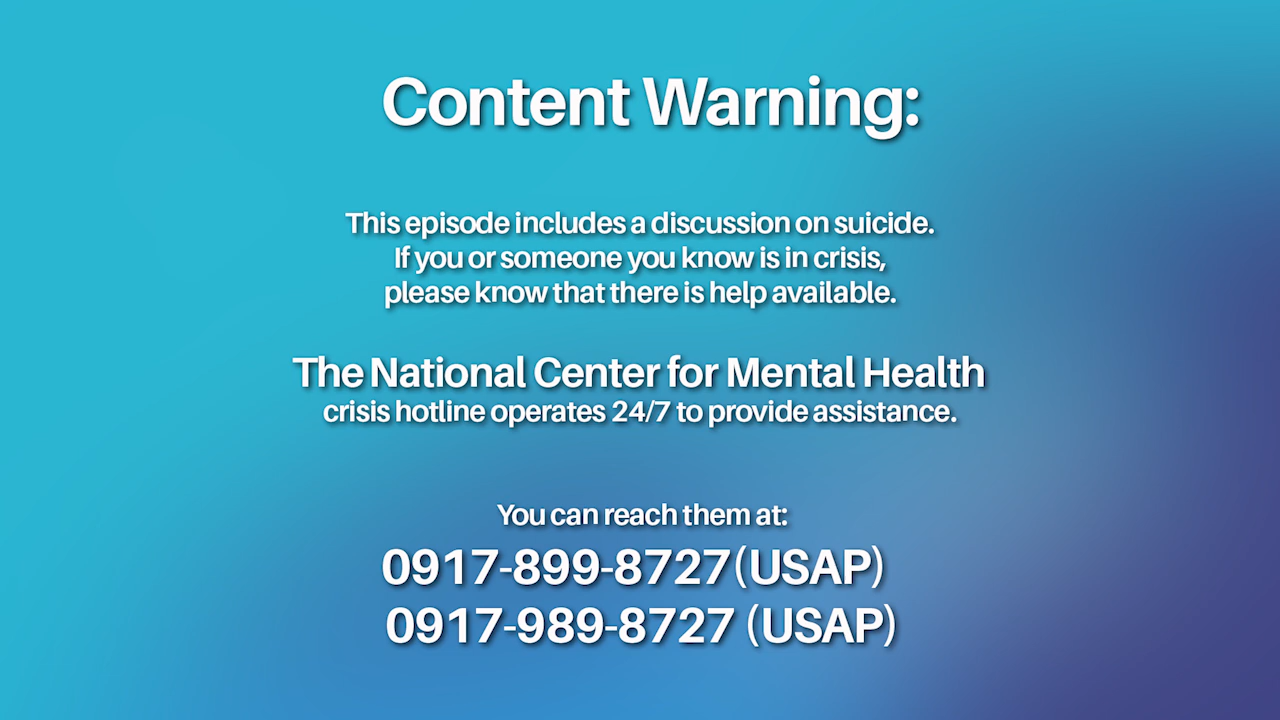 Content Warning:
This episode includes a discussion on suicide.
If you or someone you know is in crisis,
please know that there is help available.
The National Center for Mental Health
crisis hotline operates 24/7 to provide assistance.
You can reach them at:
0917-899-8727(USAP)
0917-989-8727 (USAP)